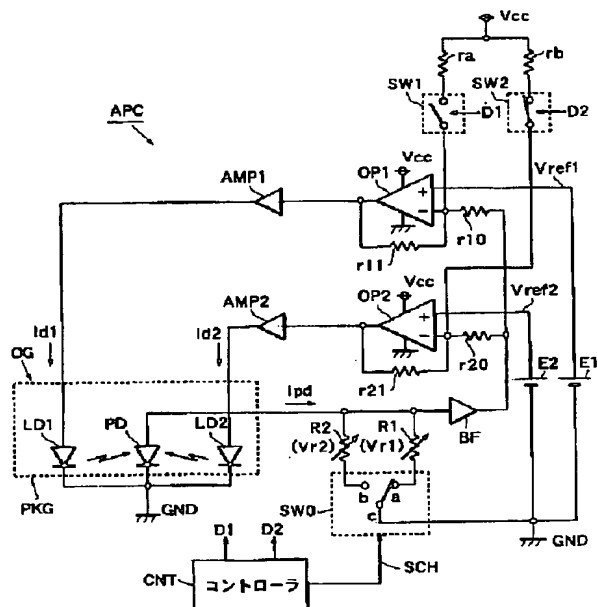 Vcc
ra
rb
SW1
SW2
D1
D2
APC
Vcc
OP1
AMP1
Vref1
r10
r11
Vcc
OP2
AMP2
Vref2
r20
r21
Id1
Id2
E2
E1
OG
Ipd
LD1
PD
LD2
R2
(Vr2)
R1
(Vr1)
BF
b
a
c
PKG
GND
SW0
GND
D1
D2
SCH
CNT
コントローラ